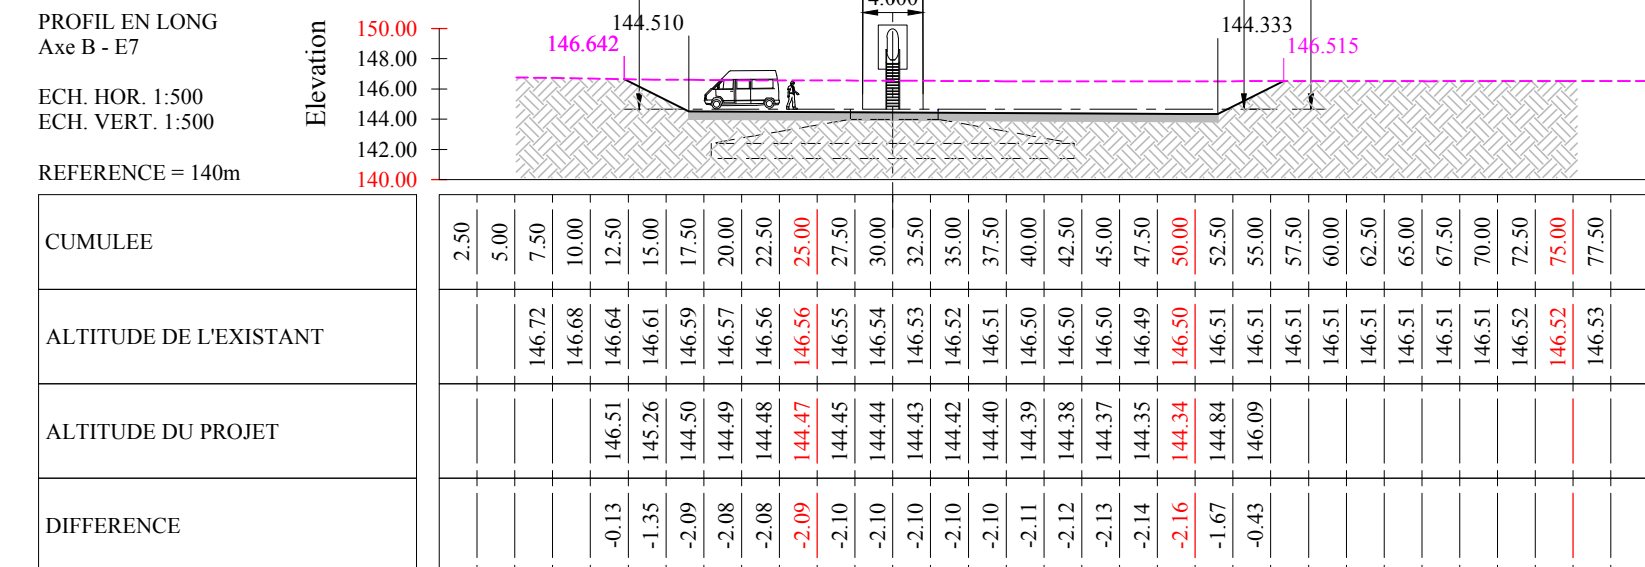 PROFIL EN LONG
Axe B - E7
ECH. HOR. 1:500
ECH. VERT. 1:500
REFERENCE = 140m
Elevation
150.00
148.00
146.00
144.00
142.00
140.00
4.000
144.510
144.333
146.642
146.515
CUMULEE
2.50 5.00 7.50 10.00 12.50 15.00 17.50 20.00 22.50 25.00 27.50 30.00 32.50 35.00 37.50 40.00 42.50 45.00 47.50 50.00 52.50 55.00 57.50 60.00 62.50 65.00 67.50 70.00 72.50 75.00 77.50
ALTITUDE DE L'EXISTANT
146.72 146.68 146.64 146.61 146.59 146.57 146.56 146.56 146.55 146.54 146.53 146.52 146.51 146.50 146.50 146.50 146.49 146.50 146.51 146.51 146.51 146.51 146.51 146.51 146.51 146.51 146.52 146.52 146.53
ALTITUDE DU PROJET
146.51 145.26 144.50 144.49 144.48 144.47 144.45 144.44 144.43 144.42 144.40 144.39 144.38 144.37 144.35 144.34 144.84 146.09
DIFFERENCE
-0.13 -1.35 -2.09 -2.08 -2.08 -2.09 -2.10 -2.10 -2.10 -2.10 -2.10 -2.11 -2.12 -2.13 -2.14 -2.16 -1.67 -0.43